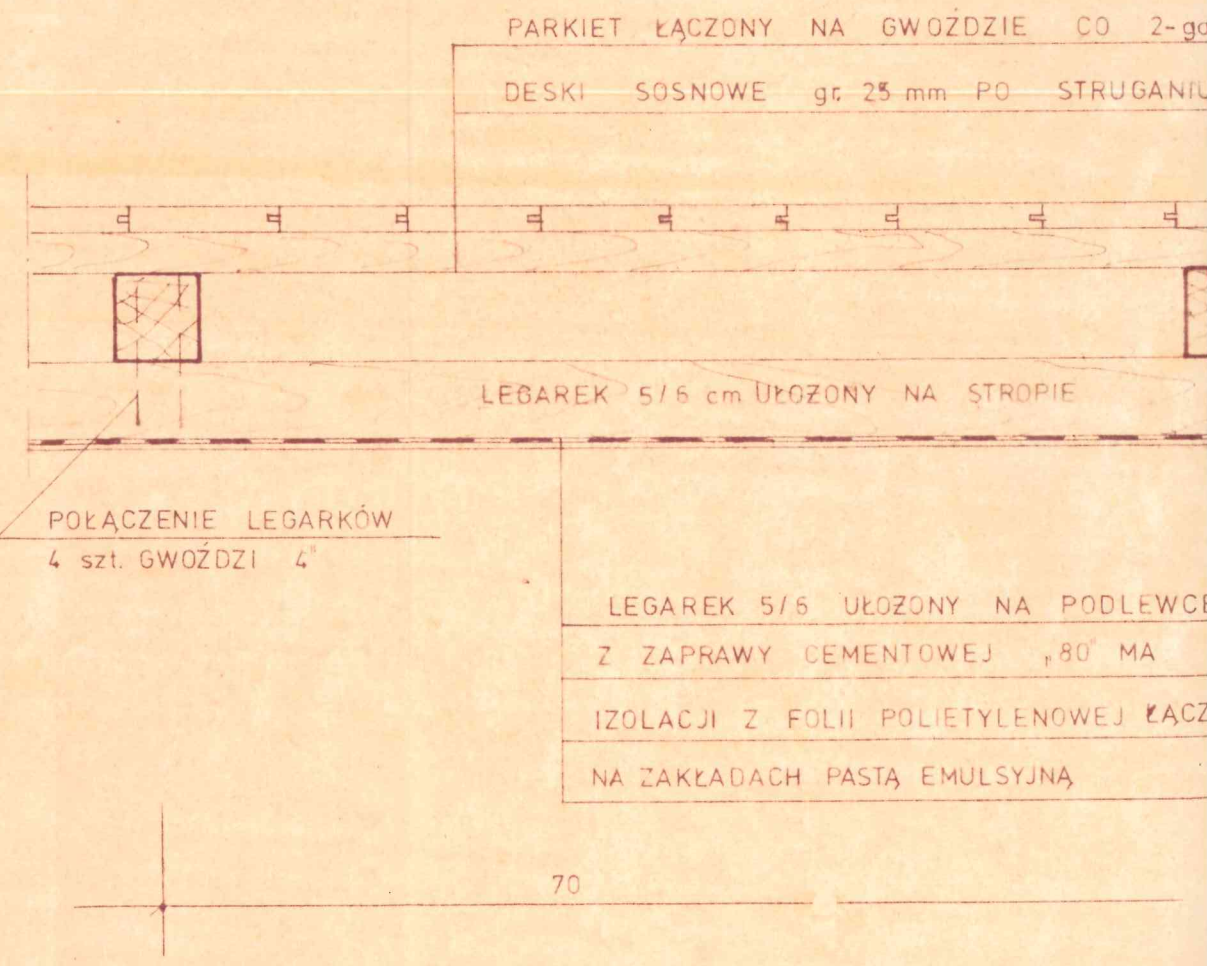 PARKIET ŁĄCZONY NA GWOŹDZIE CO 2-go
DESKI SOSNOWE gr. 25 mm PO STRUGANIU
LEGAREK 5/6 cm UŁOŻONY NA STROPIE
POŁĄCZENIE LEGARKÓW
4 szt. GWOŹDZI 4"
LEGAREK 5/6 UŁOŻONY NA PODLEWCE
Z ZAPRAWY CEMENTOWEJ „80" MA
IZOLACJI Z FOLII POLIETYLENOWEJ ŁĄCZ
NA ZAKŁADACH PASTĄ EMULSYJNĄ
70